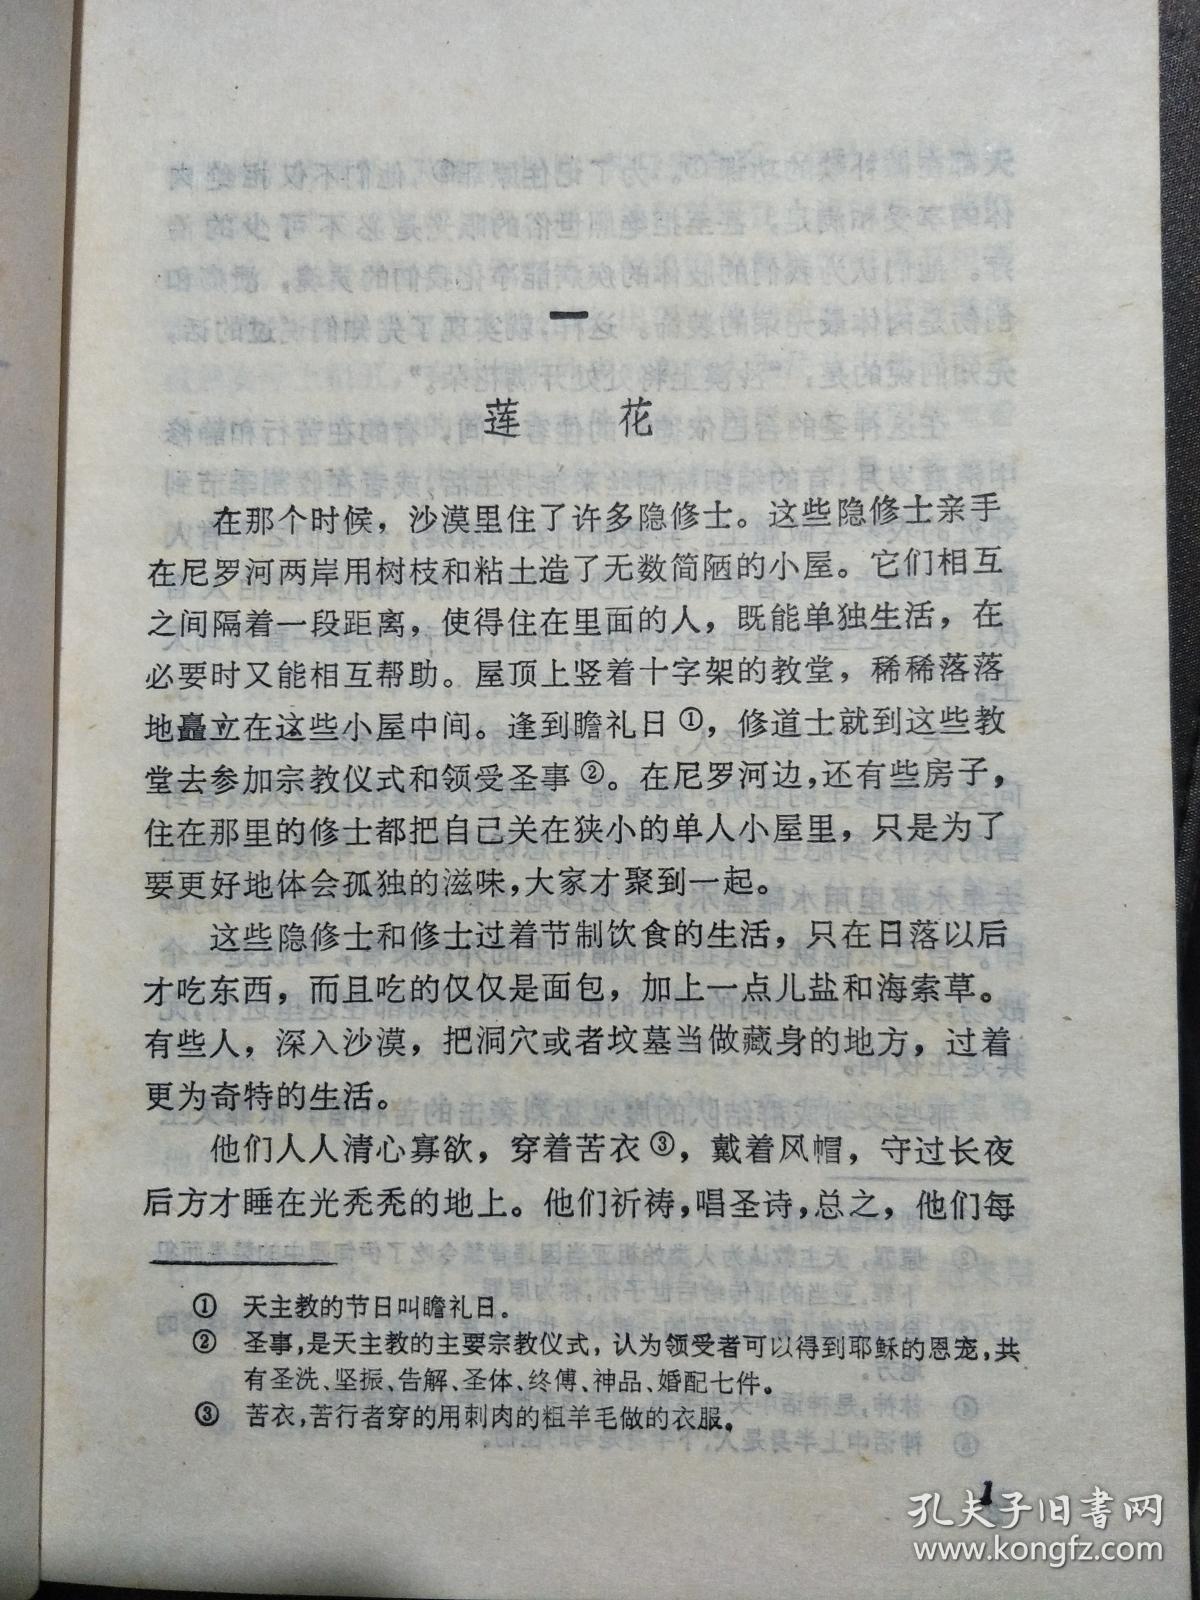 一
莲 花
在那个时候，沙漠里住了许多隐修士。这些隐修士亲手
在尼罗河两岸用树枝和粘土造了无数简陋的小屋。它们相互
之间隔着一段距离，使得住在里面的人，既能单独生活，在
必要时又能相互帮助。屋顶上竖着十字架的教堂，稀稀落落
地矗立在这些小屋中间。逢到瞻礼日①，修道士就到这些教
堂去参加宗教仪式和领受圣事②。在尼罗河边，还有些房子，
住在那里的修士都把自己关在狭小的单人小屋里，只是为了
要更好地体会孤独的滋味，大家才聚到一起。
这些隐修士和修士过着节制饮食的生活，只在日落以后
才吃东西，而且吃的仅仅是面包，加上一点儿盐和海索草。
有些人，深入沙漠，把洞穴或者坟墓当做藏身的地方，过着
更为奇特的生活。
他们人人清心寡欲，穿着苦衣③，戴着风帽，守过长夜
后方才睡在光秃秃的地上。他们祈祷，唱圣诗，总之，他们每
① 天主教的节日叫瞻礼日。
② 圣事，是天主教的主要宗教仪式，认为领受者可以得到耶稣的恩宠，共
有圣洗、坚振、告解、圣体、终傅、神品、婚配七件。
③ 苦衣，苦行者穿的用刺肉的粗羊毛做的衣服。
1
孔夫子旧书网
www.kongfz.com